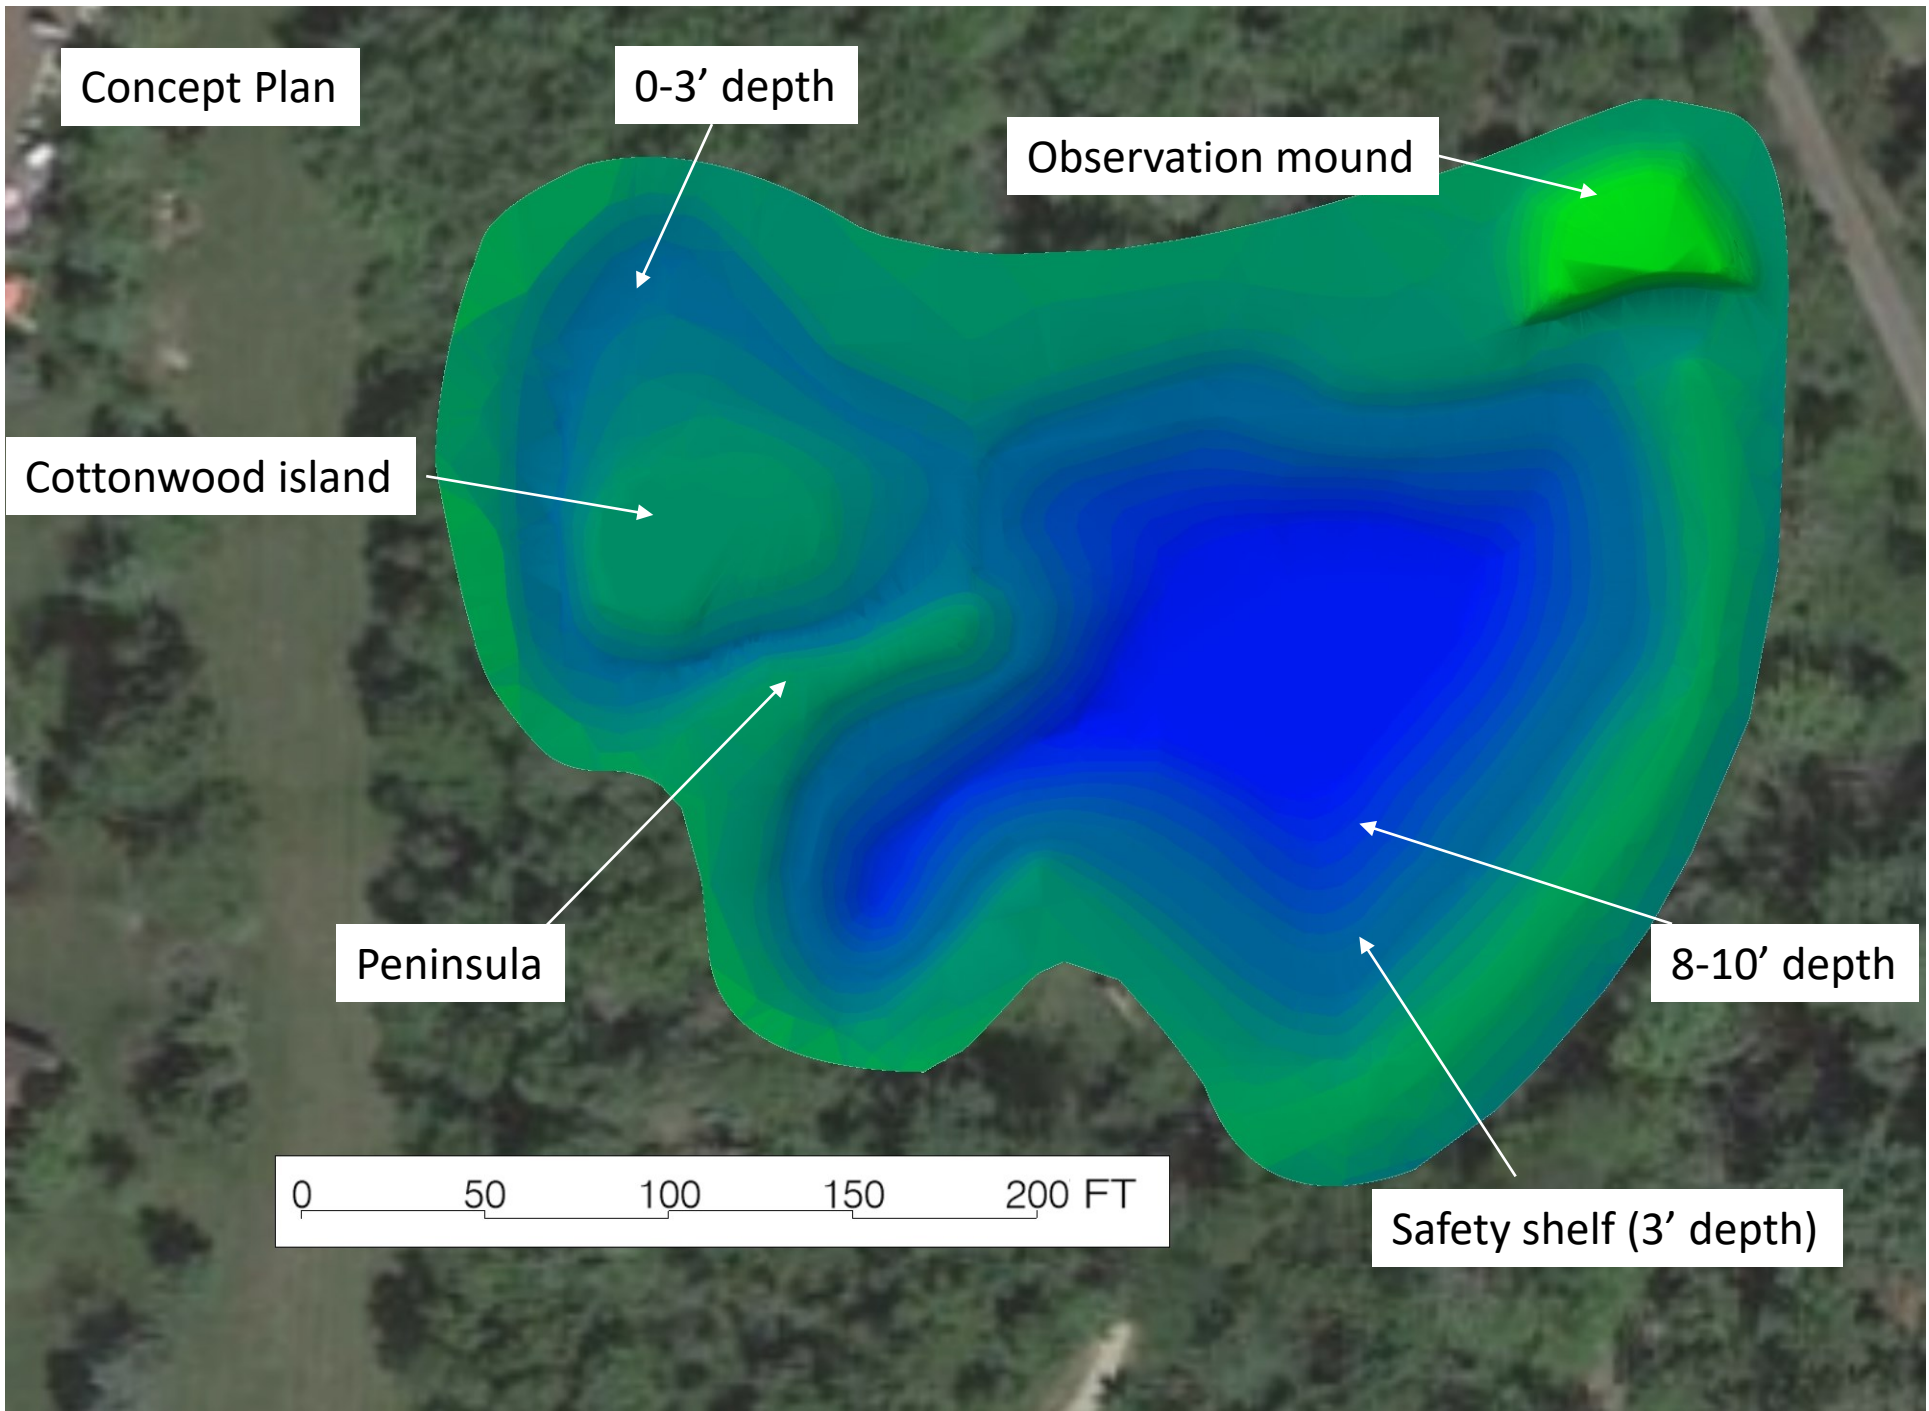 Concept Plan
0-3’ depth
Observation mound
Cottonwood island
Peninsula
8-10’ depth
0 50 100 150 200 FT
Safety shelf (3’ depth)